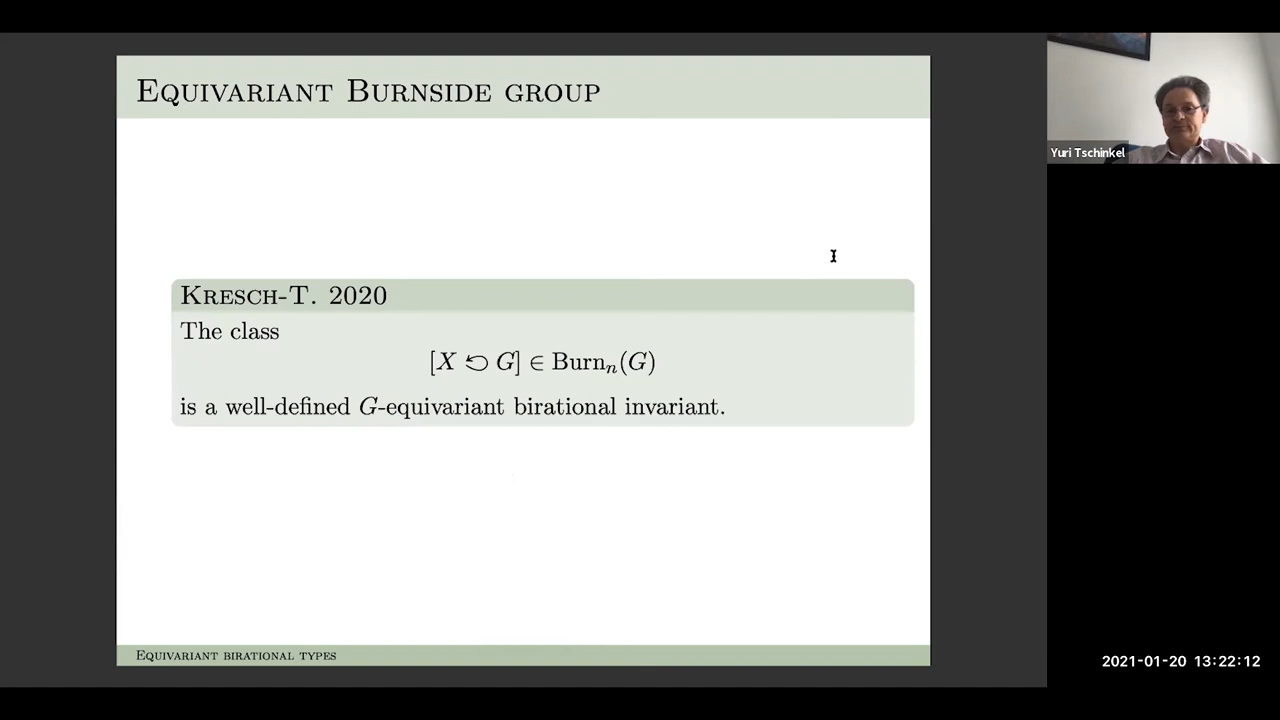 EQUIVARIANT BURNSIDE GROUP
Yuri Tschinkel
KRESCH-T. 2020
The class
[X ⟲ G] ∈ Burnₙ(G)
is a well-defined G-equivariant birational invariant.
EQUIVARIANT BIRATIONAL TYPES
2021-01-20 13:22:12